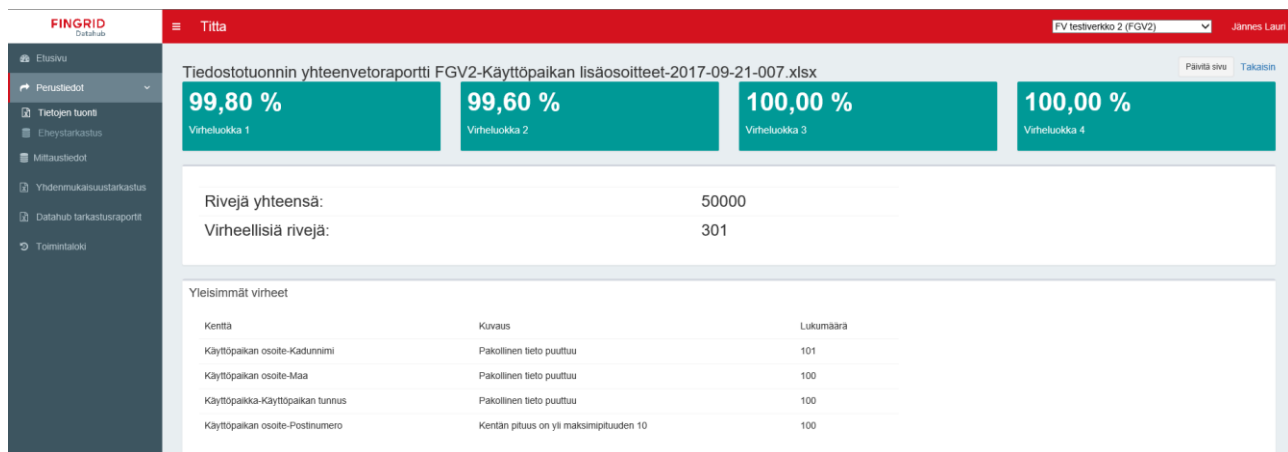 FINGRID
Datahub
Titta
FV testiverkko 2 (FGV2)
Jännes Lauri
Etusivu
Perustiedot
Tietojen tuonti
Eheystarkastus
Mittaustiedot
Yhdenmukaisuustarkastus
Datahub tarkastusraportit
Toimintaloki
Tiedostotuonnin yhteenvetoraportti FGV2-Käyttöpaikan lisäosoitteet-2017-09-21-007.xlsx
Päivitä sivu Takaisin
99,80 % 99,60 % 100,00 % 100,00 %
Virheluokka 1 Virheluokka 2 Virheluokka 3 Virheluokka 4
Rivejä yhteensä: 50000
Virheellisiä rivejä: 301
Yleisimmät virheet
Kenttä Kuvaus Lukumäärä
Käyttöpaikan osoite-Kadunnimi Pakollinen tieto puuttuu 101
Käyttöpaikan osoite-Maa Pakollinen tieto puuttuu 100
Käyttöpaikka-Käyttöpaikan tunnus Pakollinen tieto puuttuu 100
Käyttöpaikan osoite-Postinumero Kentän pituus on yli maksimipituuden 10 100